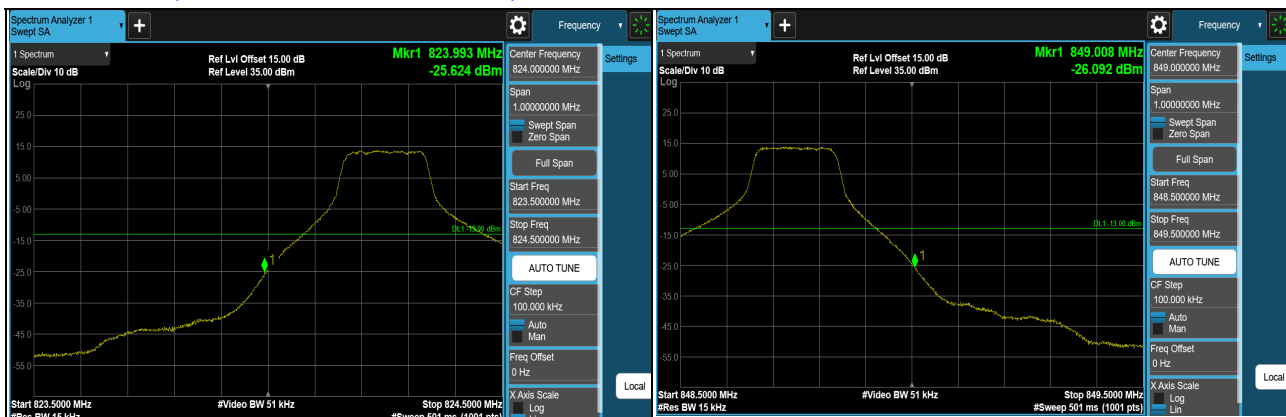 Spectrum Analyzer 1
Swept SA
Frequency
1 Spectrum
Scale/Div 10 dB
Log
Ref Lvl Offset 15.00 dB
Ref Level 35.00 dBm
Mkr1 823.993 MHz
-25.624 dBm
25.0
15.0
5.00
-5.00
-15.0
-25.0
-35.0
-45.0
-55.0
DL1 -13.00 dBm
1
Start 823.5000 MHz
#Res BW 15 kHz
#Video BW 51 kHz
Stop 824.5000 MHz
#Sweep 501 ms (1001 pts)
Center Frequency
824.000000 MHz
Span
1.00000000 MHz
Swept Span
Zero Span
Full Span
Start Freq
823.500000 MHz
Stop Freq
824.500000 MHz
AUTO TUNE
CF Step
100.000 kHz
Auto
Man
Freq Offset
0 Hz
X Axis Scale
Log
Settings
Local
Spectrum Analyzer 1
Swept SA
Frequency
1 Spectrum
Scale/Div 10 dB
Log
Ref Lvl Offset 15.00 dB
Ref Level 35.00 dBm
Mkr1 849.008 MHz
-26.092 dBm
25.0
15.0
5.00
-5.00
-15.0
-25.0
-35.0
-45.0
-55.0
DL1 -13.00 dBm
1
Start 848.5000 MHz
#Res BW 15 kHz
#Video BW 51 kHz
Stop 849.5000 MHz
#Sweep 501 ms (1001 pts)
Center Frequency
849.000000 MHz
Span
1.00000000 MHz
Swept Span
Zero Span
Full Span
Start Freq
848.500000 MHz
Stop Freq
849.500000 MHz
AUTO TUNE
CF Step
100.000 kHz
Auto
Man
Freq Offset
0 Hz
X Axis Scale
Log
Lin
Settings
Local